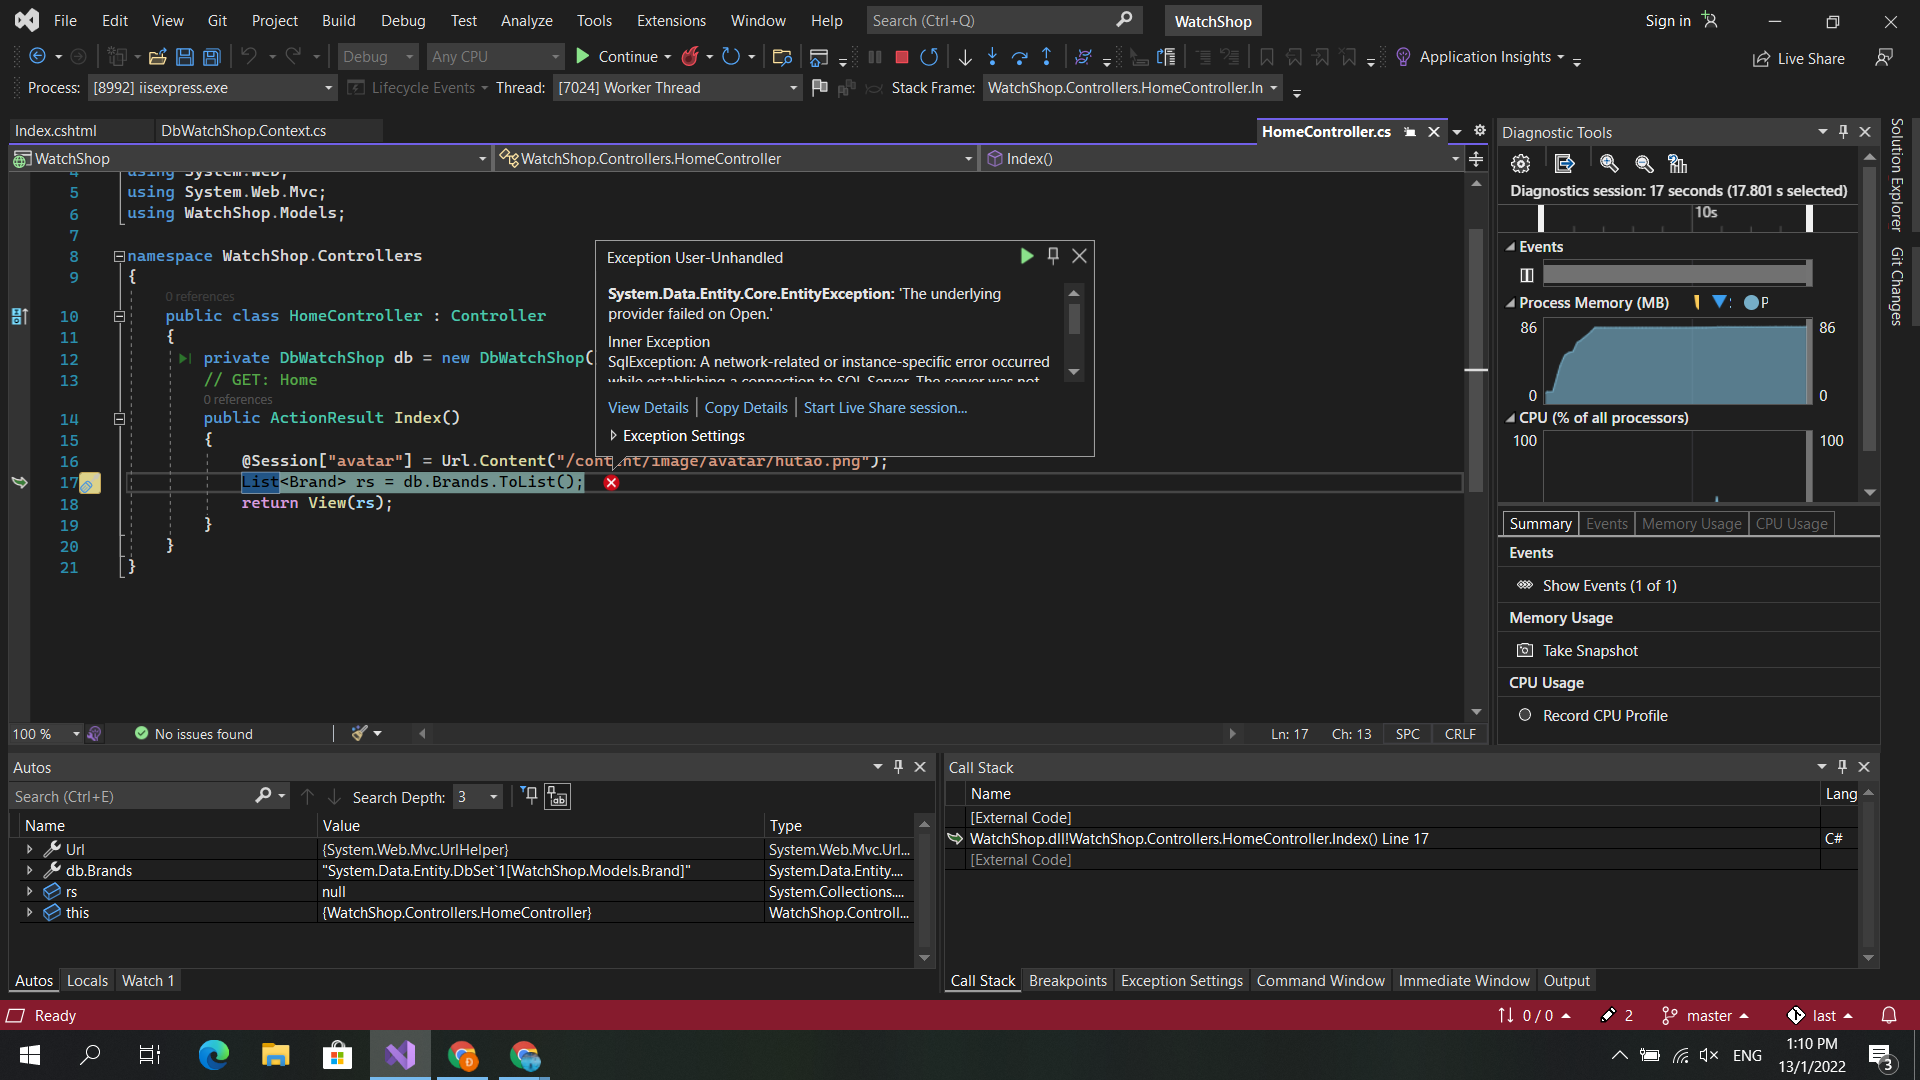 File Edit View Git Project Build Debug Test Analyze Tools Extensions Window Help Search (Ctrl+Q) WatchShop Sign in
Debug Any CPU Continue Application Insights Live Share
Process: [8992] iisexpress.exe Lifecycle Events Thread: [7024] Worker Thread Stack Frame: WatchShop.Controllers.HomeController.In
Index.cshtml DbWatchShop.Context.cs HomeController.cs
WatchShop WatchShop.Controllers.HomeController Index()
4 using System.Web;
5 using System.Web.Mvc;
6 using WatchShop.Models;
7
8 namespace WatchShop.Controllers
9 {
0 references
10 public class HomeController : Controller
11 {
12 private DbWatchShop db = new DbWatchShop(
13 // GET: Home
0 references
14 public ActionResult Index()
15 {
16 @Session["avatar"] = Url.Content("/content/image/avatar/hutao.png");
17 List<Brand> rs = db.Brands.ToList();
18 return View(rs);
19 }
20 }
21 }
Exception User-Unhandled
System.Data.Entity.Core.EntityException: 'The underlying
provider failed on Open.'
Inner Exception
SqlException: A network-related or instance-specific error occurred
while establishing a connection to SQL Server. The server was not
View Details Copy Details Start Live Share session...
Exception Settings
100 % No issues found Ln: 17 Ch: 13 SPC CRLF
Diagnostic Tools
Diagnostics session: 17 seconds (17.801 s selected)
10s
Events
Process Memory (MB) P
86 86
0 0
CPU (% of all processors)
100 100
Summary Events Memory Usage CPU Usage
Events
Show Events (1 of 1)
Memory Usage
Take Snapshot
CPU Usage
Record CPU Profile
Solution Explorer
Git Changes
Autos
Search (Ctrl+E) Search Depth: 3
Name Value Type
Url {System.Web.Mvc.UrlHelper} System.Web.Mvc.Url...
db.Brands "System.Data.Entity.DbSet`1[WatchShop.Models.Brand]" System.Data.Entity....
rs null System.Collections....
this {WatchShop.Controllers.HomeController} WatchShop.Controll...
Autos Locals Watch 1
Call Stack
Name Lang
[External Code]
WatchShop.dll!WatchShop.Controllers.HomeController.Index() Line 17 C#
[External Code]
Call Stack Breakpoints Exception Settings Command Window Immediate Window Output
Ready 0 / 0 2 master last
ENG 1:10 PM
13/1/2022 3